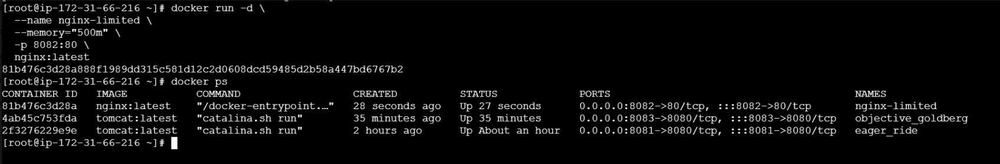 [root@ip-172-31-66-216 ~]# docker run -d \
  --name nginx-limited \
  --memory="500m" \
  -p 8082:80 \
  nginx:latest
81b476c3d28a888f1989dd315c581d12c2d0608dcd59485d2b58a447bd6767b2
[root@ip-172-31-66-216 ~]# docker ps
CONTAINER ID   IMAGE           COMMAND                  CREATED          STATUS              PORTS                                         NAMES
81b476c3d28a   nginx:latest    "/docker-entrypoint.…"   28 seconds ago   Up 27 seconds       0.0.0.0:8082->80/tcp, :::8082->80/tcp         nginx-limited
4ab45c753fda   tomcat:latest   "catalina.sh run"        35 minutes ago   Up 35 minutes       0.0.0.0:8083->8080/tcp, :::8083->8080/tcp     objective_goldberg
2f3276229e9e   tomcat:latest   "catalina.sh run"        2 hours ago      Up About an hour    0.0.0.0:8081->8080/tcp, :::8081->8080/tcp     eager_ride
[root@ip-172-31-66-216 ~]#